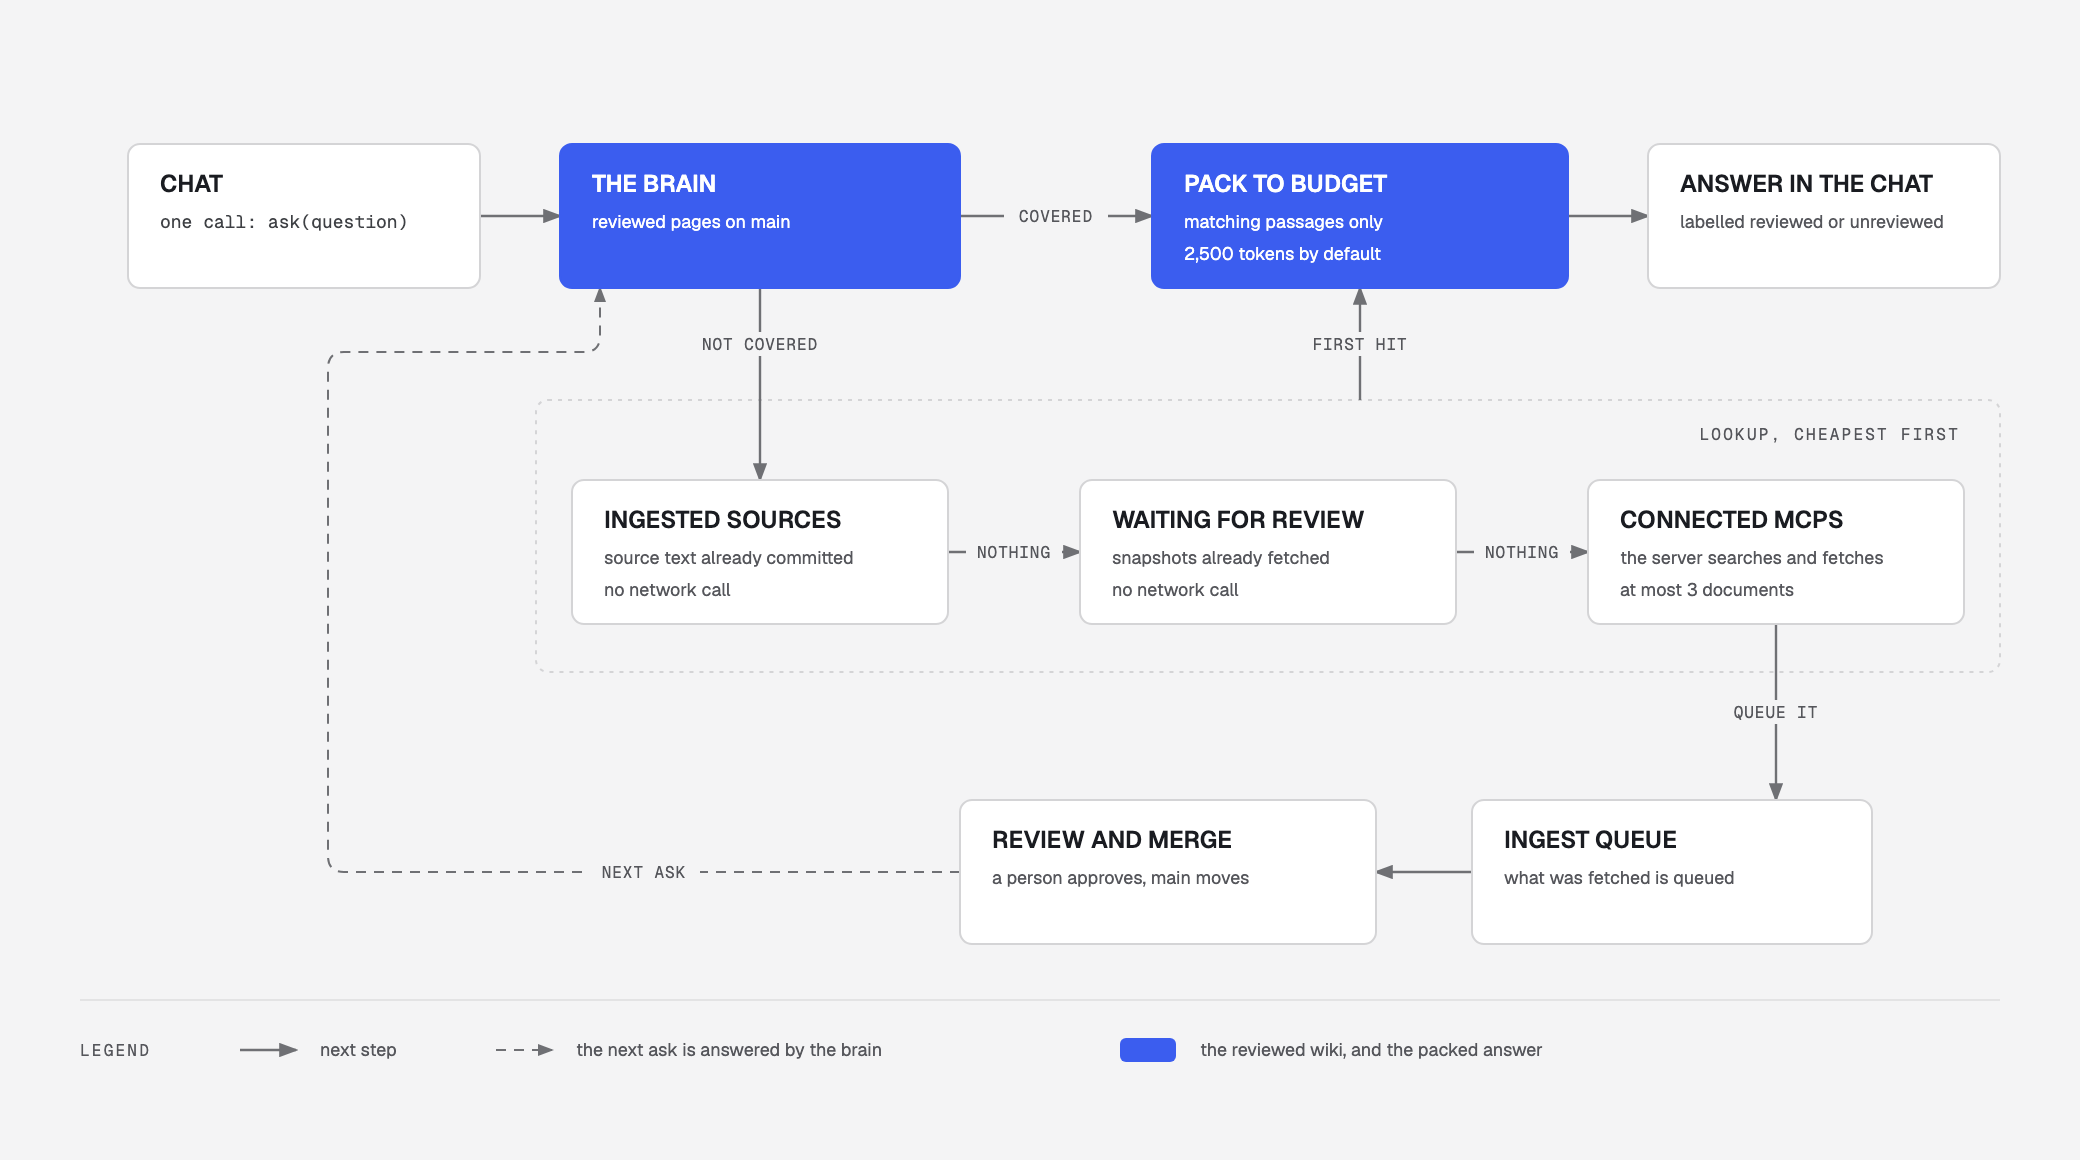 CHAT
one call: ask(question)
THE BRAIN
reviewed pages on main
COVERED
PACK TO BUDGET
matching passages only
2,500 tokens by default
ANSWER IN THE CHAT
labelled reviewed or unreviewed
NOT COVERED
FIRST HIT
LOOKUP, CHEAPEST FIRST
INGESTED SOURCES
source text already committed
no network call
NOTHING
WAITING FOR REVIEW
snapshots already fetched
no network call
NOTHING
CONNECTED MCPS
the server searches and fetches
at most 3 documents
QUEUE IT
NEXT ASK
REVIEW AND MERGE
a person approves, main moves
INGEST QUEUE
what was fetched is queued
LEGEND
next step
the next ask is answered by the brain
the reviewed wiki, and the packed answer